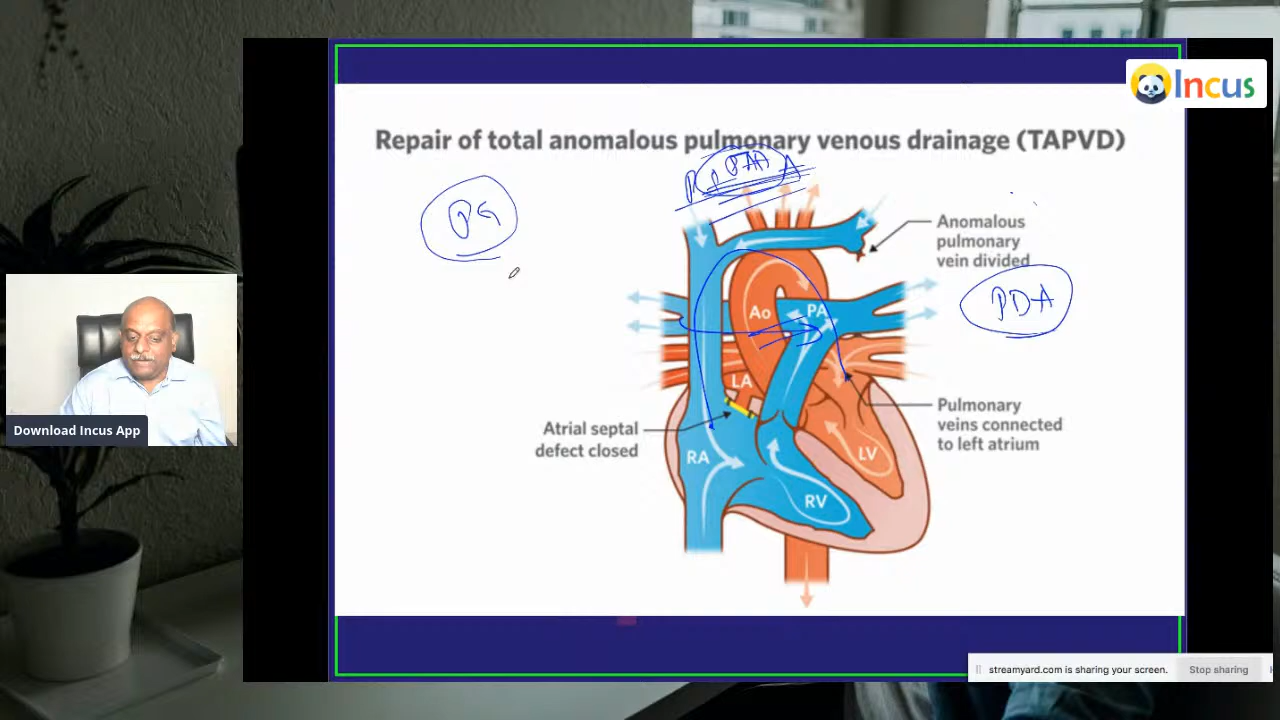 Incus
Repair of total anomalous pulmonary venous drainage (TAPVD)
PG
Anomalous
pulmonary
vein divided
PDA
Ao
PA
LA
Pulmonary
veins connected
to left atrium
Atrial septal
defect closed
RA
LV
RV
Download Incus App
streamyard.com is sharing your screen.
Stop sharing